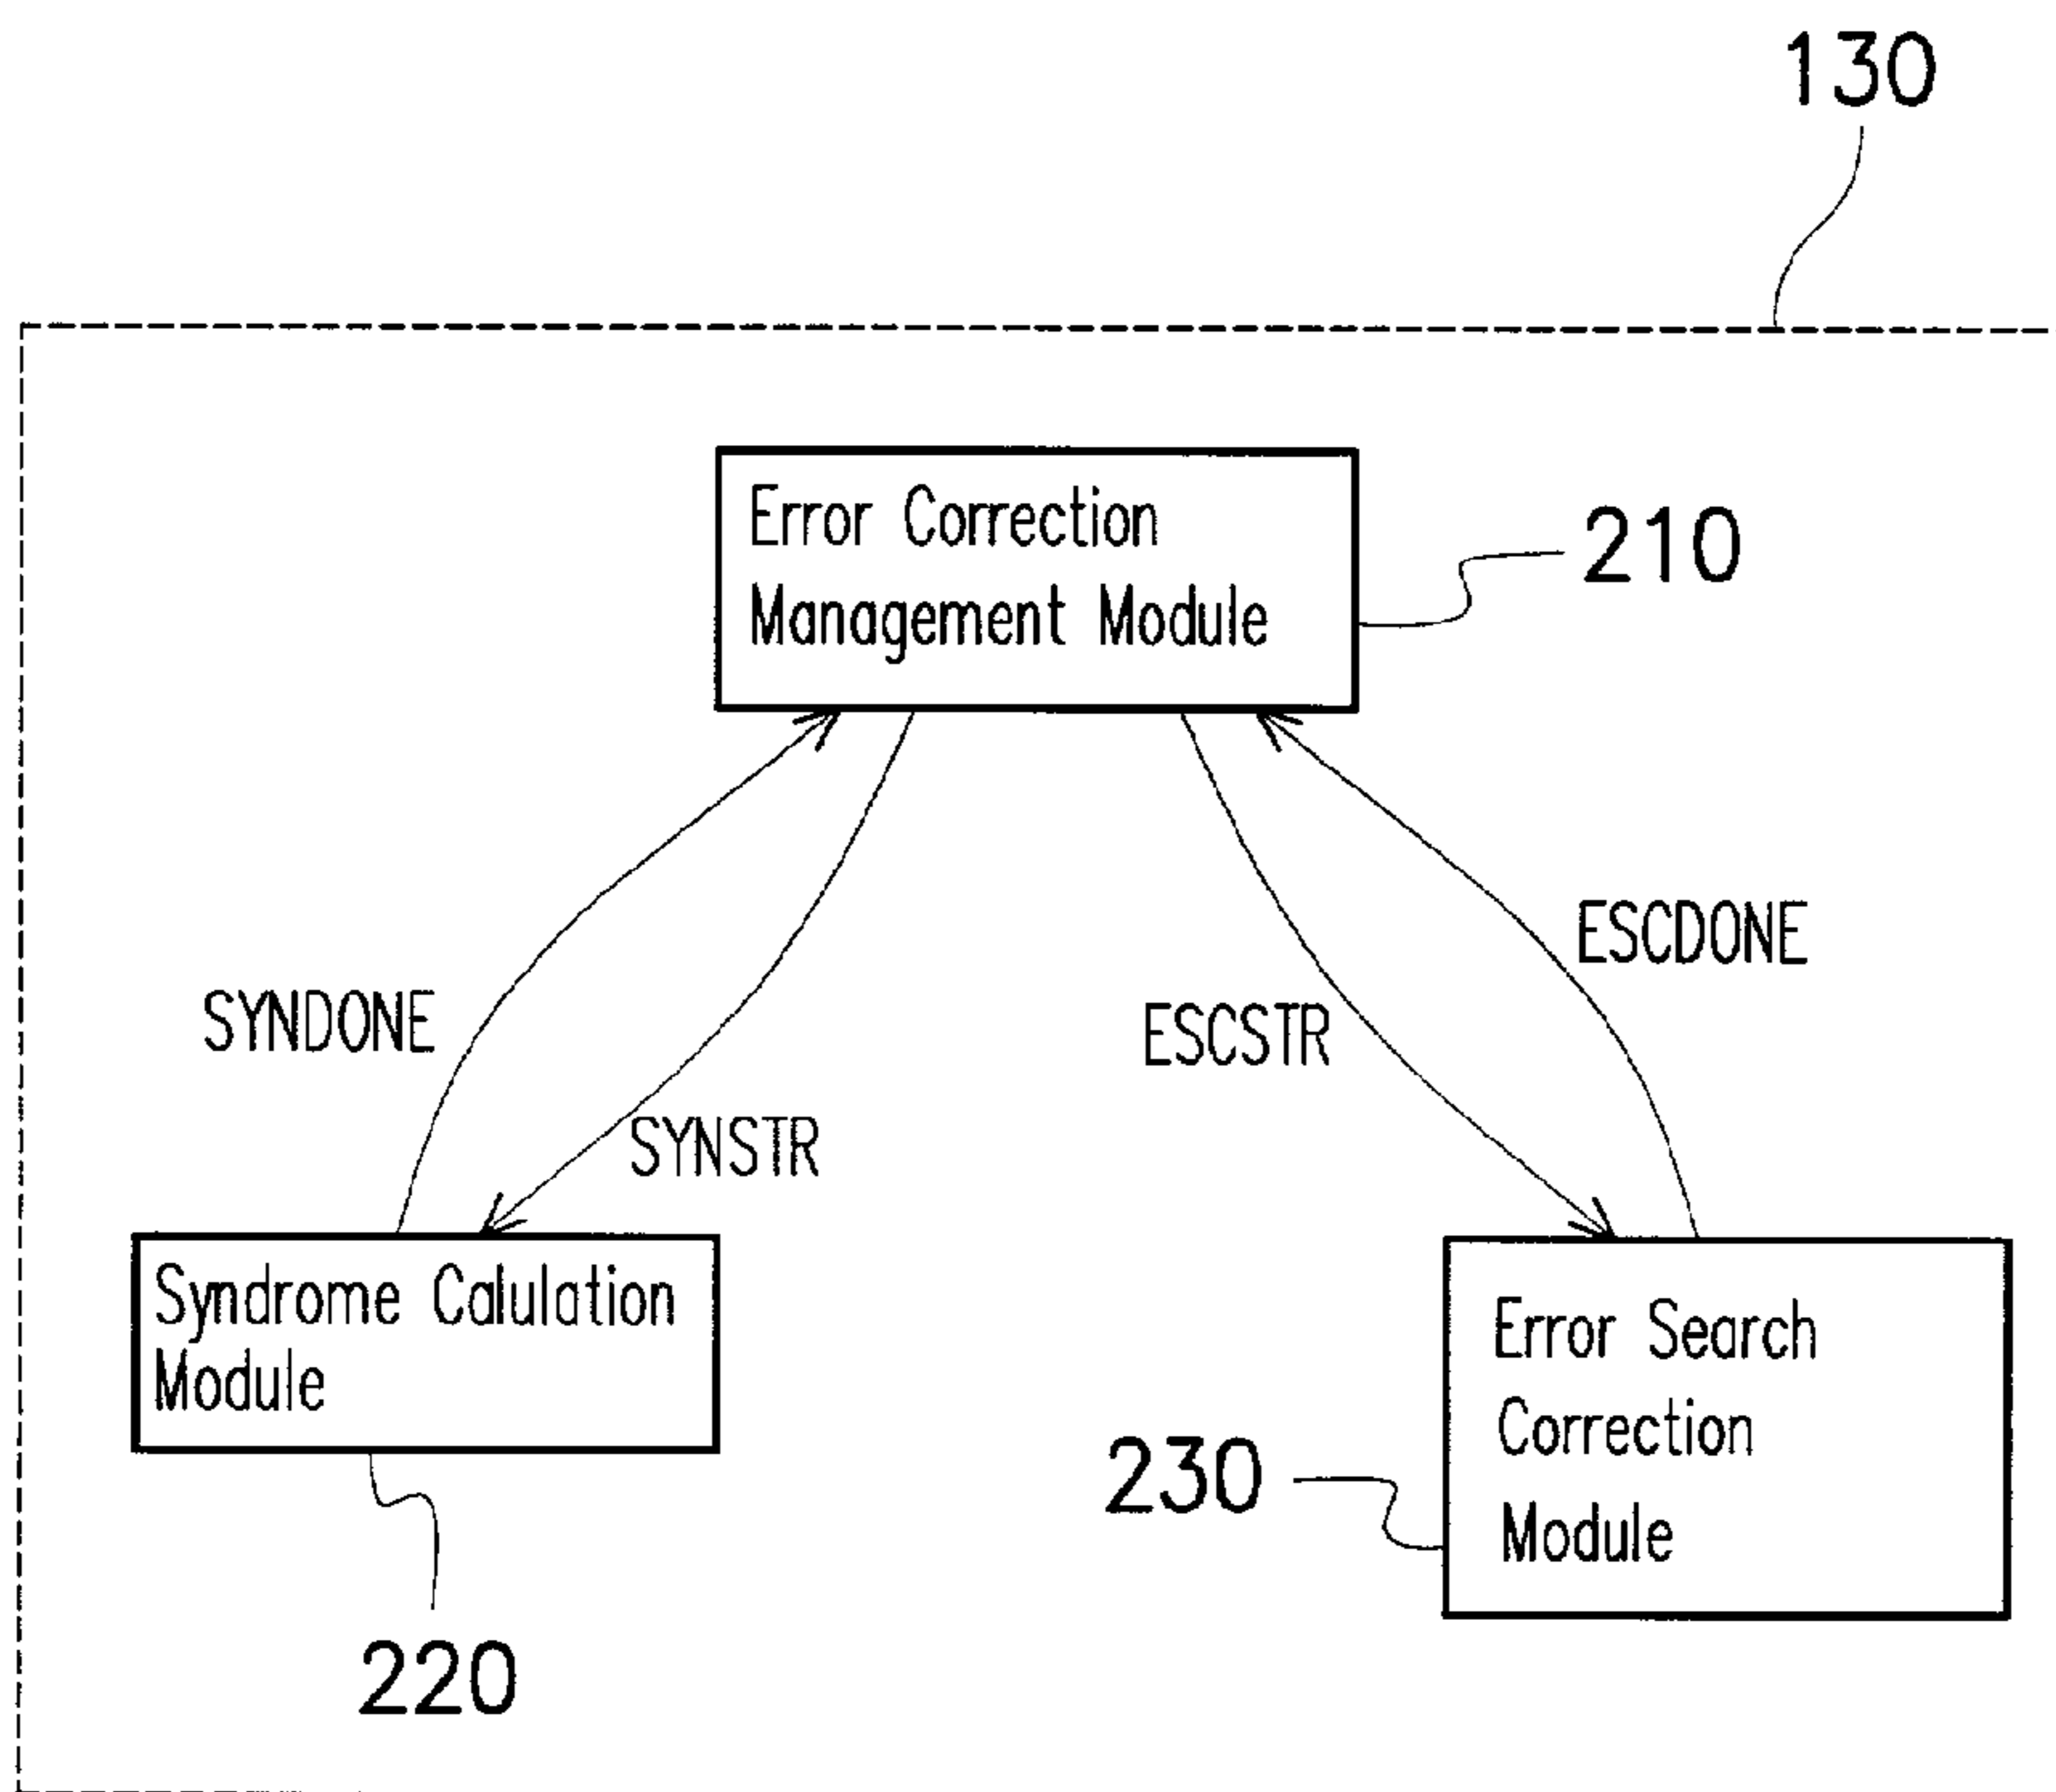 130
Error Correction
Management Module
210
ESCDONE
SYNDONE
ESCSTR
SYNSTR
Syndrome Calulation
Module
Error Search
Correction
Module
230
220